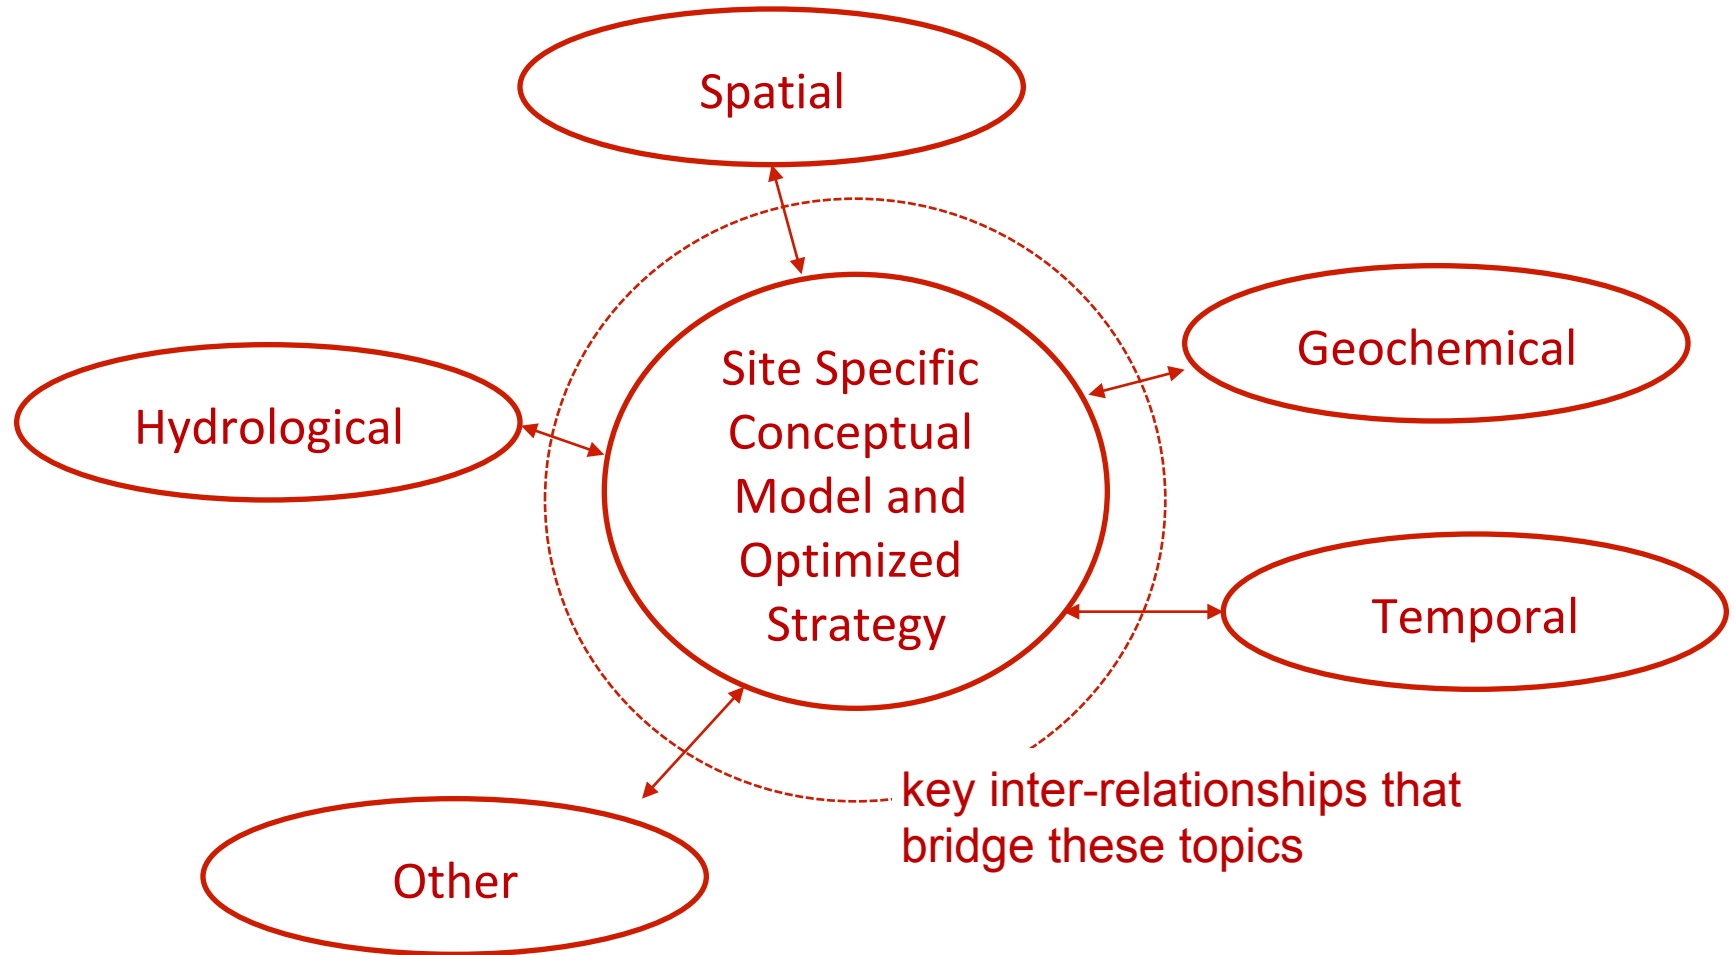 Spatial
Geochemical
Hydrological
Site Specific
Conceptual
Model and
Optimized
Strategy
Temporal
key inter-relationships that
bridge these topics
Other